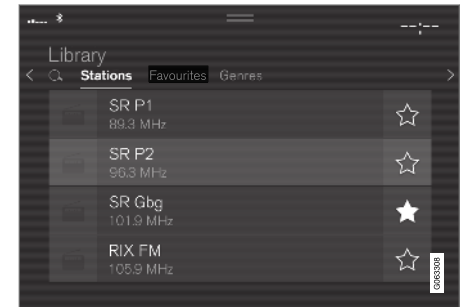 --:--
Library
Stations Favourites Genres
SR P1
89.3 MHz
SR P2
96.3 MHz
SR Gbg
101.9 MHz
RIX FM
105.9 MHz
G063308